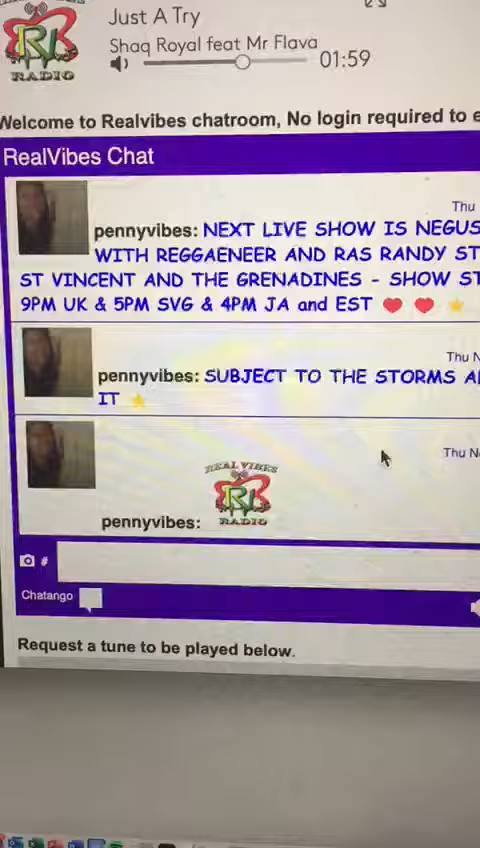 RADIO
Just A Try
Shaq Royal feat Mr Flava
01:59
Welcome to Realvibes chatroom, No login required to e
RealVibes Chat
Thu
pennyvibes: NEXT LIVE SHOW IS NEGUS
WITH REGGAENEER AND RAS RANDY ST
ST VINCENT AND THE GRENADINES - SHOW ST
9PM UK & 5PM SVG & 4PM JA and EST
Thu N
pennyvibes: SUBJECT TO THE STORMS A
IT
Thu N
REAL VIBES
RADIO
pennyvibes:
#
Chatango
Request a tune to be played below.